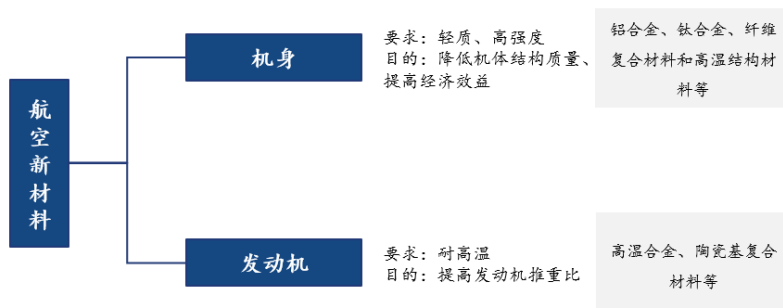 航空新材料
机身
要求：轻质、高强度
目的：降低机体结构质量、
提高经济效益
铝合金、钛合金、纤维
复合材料和高温结构材
料等
发动机
要求：耐高温
目的：提高发动机推重比
高温合金、陶瓷基复合
材料等